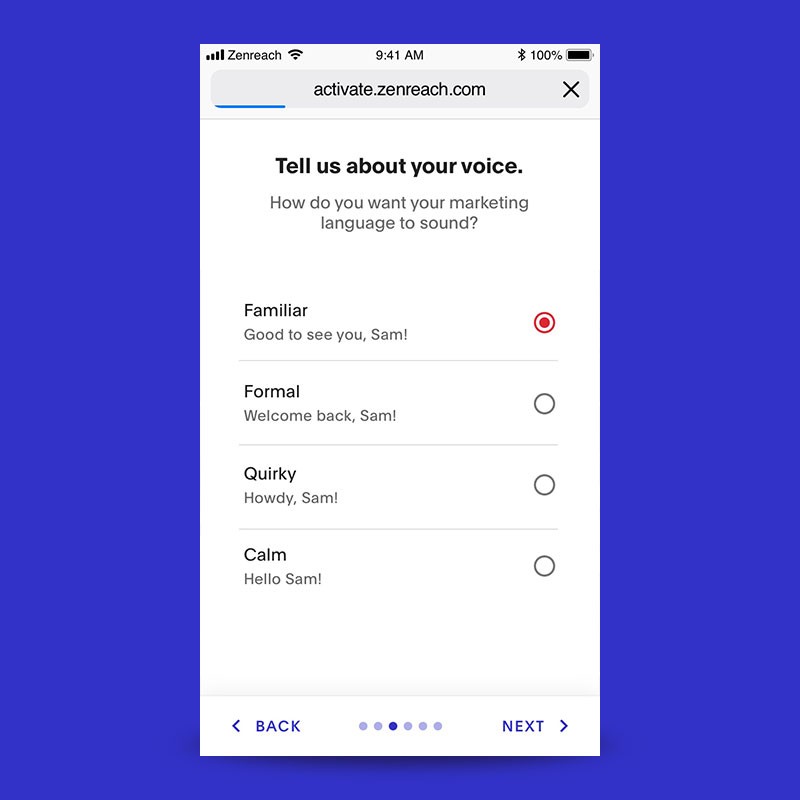 Zenreach 9:41 AM 100%
activate.zenreach.com
Tell us about your voice.
How do you want your marketing
language to sound?
Familiar
Good to see you, Sam!
Formal
Welcome back, Sam!
Quirky
Howdy, Sam!
Calm
Hello Sam!
BACK NEXT